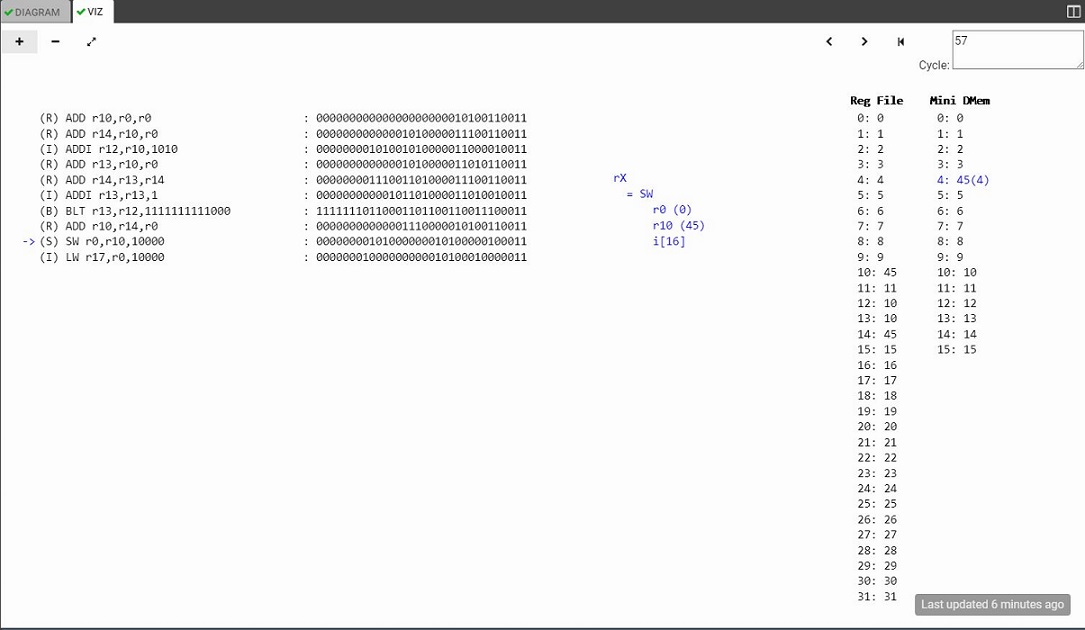 DIAGRAM
VIZ
Cycle: 57
(R) ADD r10,r0,r0 : 00000000000000000000010100110011
(R) ADD r14,r10,r0 : 00000000000001010000011100110011
(I) ADDI r12,r10,1010 : 00000000101001010000011000010011
(R) ADD r13,r10,r0 : 00000000000001010000011010110011
(R) ADD r14,r13,r14 : 00000000111001101000011100110011
(I) ADDI r13,r13,1 : 00000000000101101000011010010011
(B) BLT r13,r12,1111111111000 : 11111110110001101100110011100011
(R) ADD r10,r14,r0 : 00000000000001110000010100110011
-> (S) SW r0,r10,10000 : 00000000101000000010100000100011
(I) LW r17,r0,10000 : 00000001000000000010100010000011
rX
= SW
r0 (0)
r10 (45)
i[16]
Reg File
0: 0
1: 1
2: 2
3: 3
4: 4
5: 5
6: 6
7: 7
8: 8
9: 9
10: 45
11: 11
12: 10
13: 10
14: 45
15: 15
16: 16
17: 17
18: 18
19: 19
20: 20
21: 21
22: 22
23: 23
24: 24
25: 25
26: 26
27: 27
28: 28
29: 29
30: 30
31: 31
Mini DMem
0: 0
1: 1
2: 2
3: 3
4: 45(4)
5: 5
6: 6
7: 7
8: 8
9: 9
10: 10
11: 11
12: 12
13: 13
14: 14
15: 15
Last updated 6 minutes ago